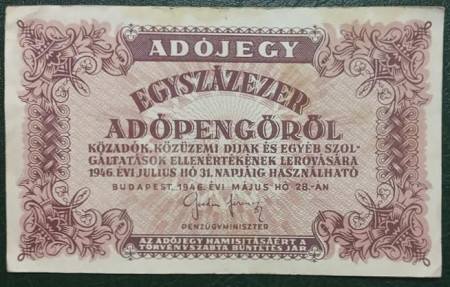 ADÓJEGY
EGYSZÁZEZER
ADÓPENGŐRŐL
KÖZADÓK, KÖZÜZEMI DIJAK ÉS EGYÉB SZOL-
GÁLTATÁSOK ELLENÉRTÉKÉNEK LEROVÁSÁRA
1946. ÉVI JULIUS HÓ 31. NAPJÁIG HASZNÁLHATÓ
BUDAPEST, 1946. ÉVI MÁJUS HÓ 28.-ÁN
PÉNZÜGYMINISZTER
AZ ADÓJEGY HAMISITÁSÁÉRT A
TÖRVÉNYSZABTA BÜNTETÉS JÁR